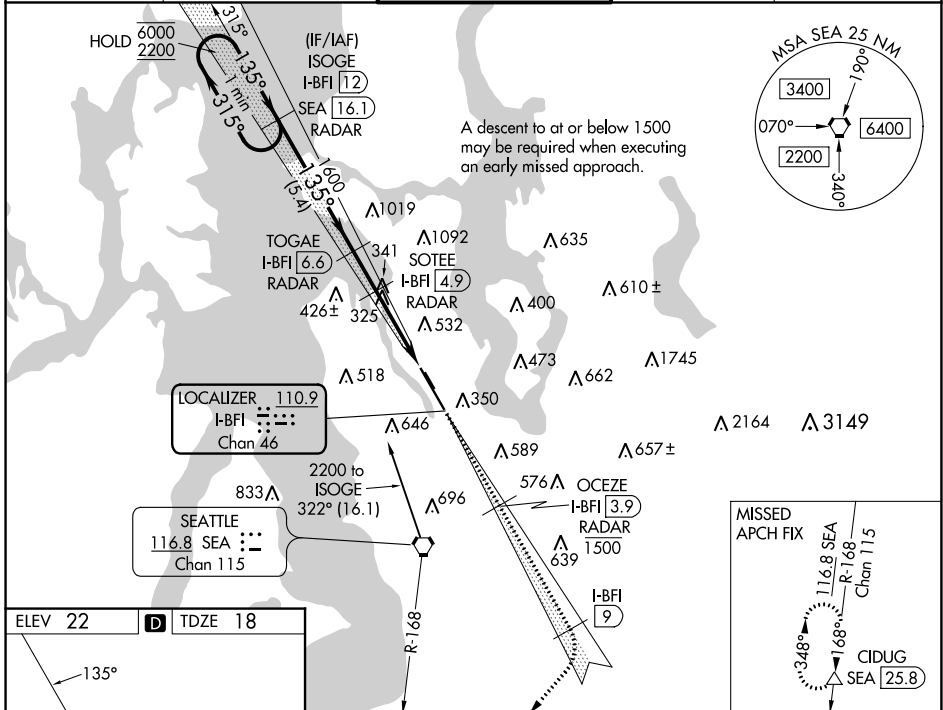 315°
HOLD 6000
2200
135°
1 min
315°
(IF/IAF)
ISOGE
I-BFI 12
SEA 16.1
RADAR
MSA SEA 25 NM
3400
190°
070°
6400
2200
340°
A descent to at or below 1500
may be required when executing
an early missed approach.
1600
135°
(5.4)
1019
TOGAE
I-BFI 6.6
RADAR
341
1092
SOTEE
I-BFI 4.9
RADAR
635
426±
325
400
610±
532
518
473
662
1745
LOCALIZER 110.9
I-BFI
Chan 46
350
646
589
657±
2164
3149
2200 to
ISOGE
322° (16.1)
833
696
576
OCEZE
I-BFI 3.9
RADAR
1500
639
SEATTLE
116.8 SEA
Chan 115
I-BFI
9
R-168
MISSED
APCH FIX
116.8 SEA
R-168
Chan 115
348°
168°
CIDUG
SEA 25.8
ELEV 22 D TDZE 18
135°